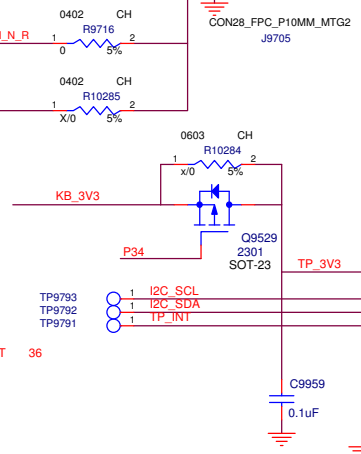 0402 CH
R9716
_N_R 1 2
0 5%
CON28_FPC_P10MM_MTG2
J9705
0402 CH
R10285
1 2
X/0 5%
0603 CH
R10284
1 2
x/0 5%
KB_3V3
Q9529
P34 2301
SOT-23
TP_3V3
TP9793 1 I2C_SCL
TP9792 1 I2C_SDA
TP9791 1 TP_INT
T 36
C9959
0.1uF